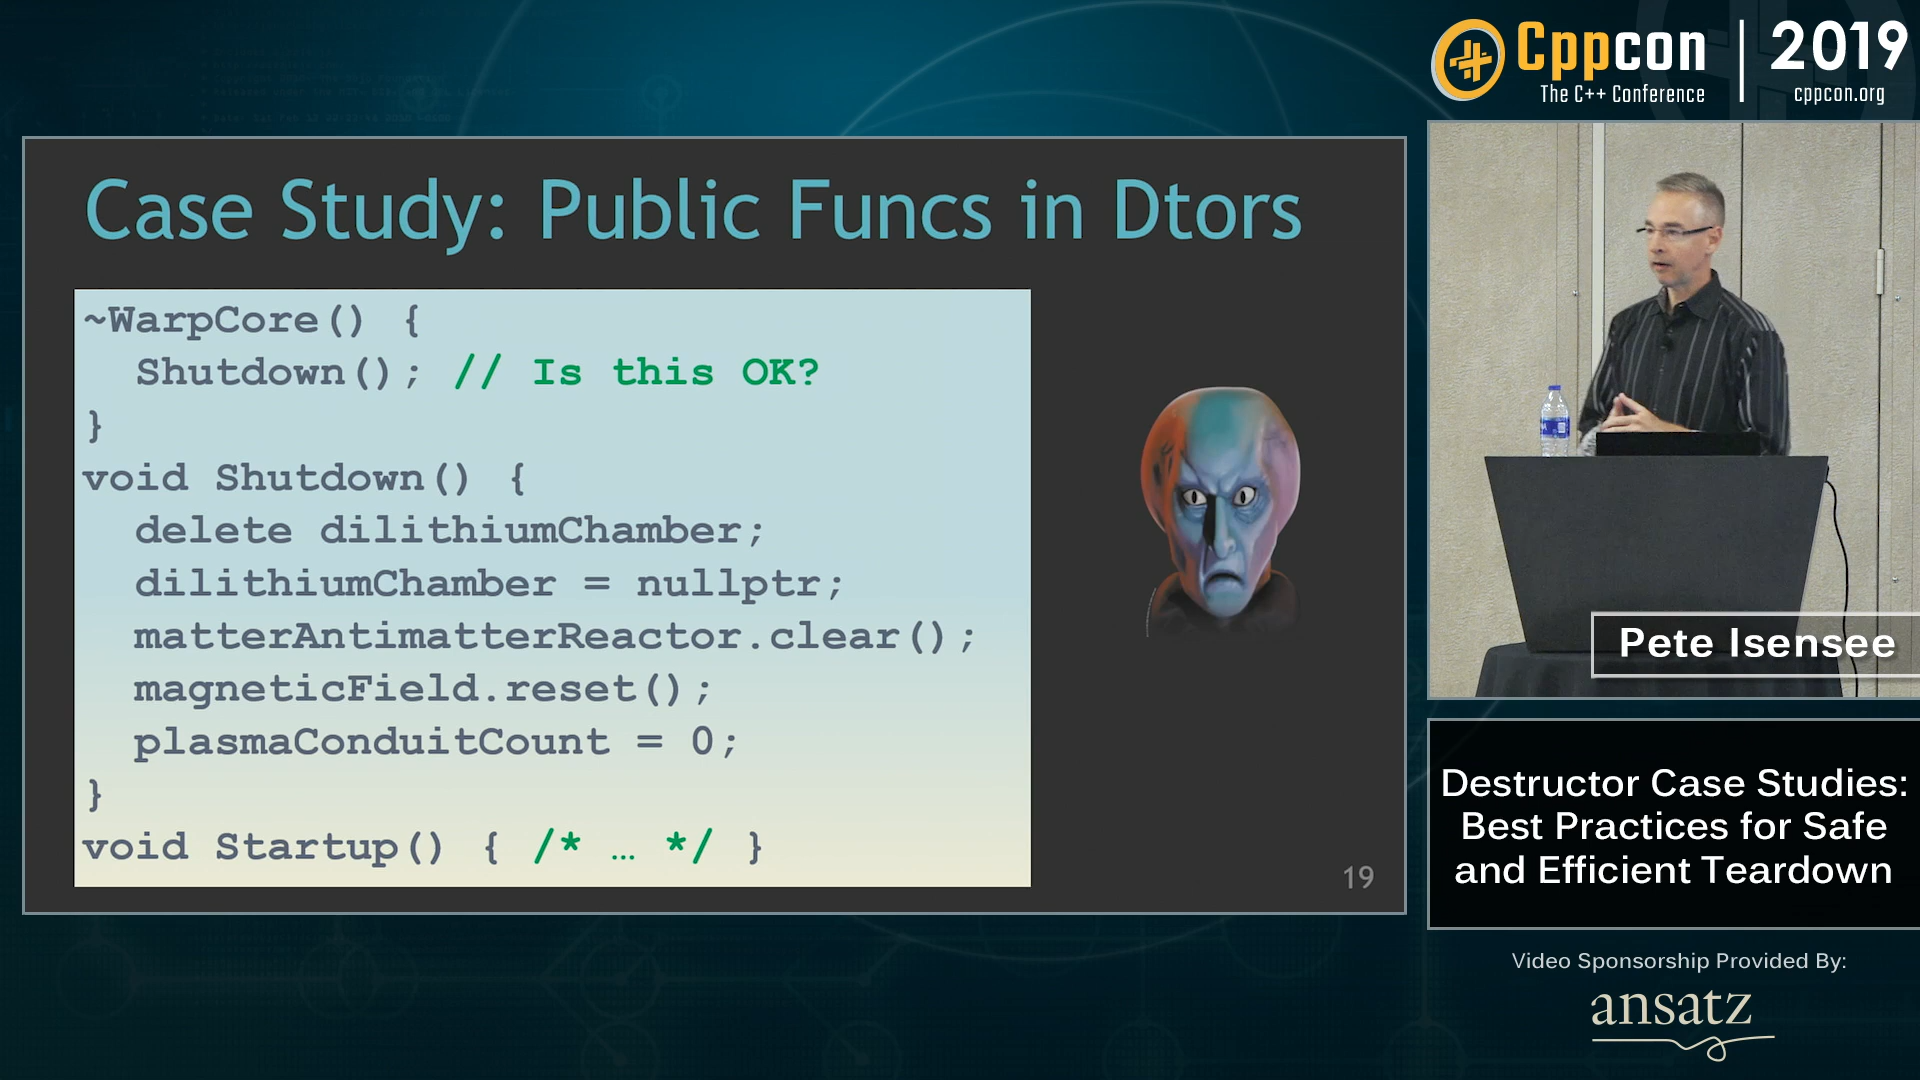 Cppcon
The C++ Conference
2019
cppcon.org
Case Study: Public Funcs in Dtors
~WarpCore() {
Shutdown(); // Is this OK?
}
void Shutdown() {
delete dilithiumChamber;
dilithiumChamber = nullptr;
matterAntimatterReactor.clear();
magneticField.reset();
plasmaConduitCount = 0;
}
void Startup() { /* … */ }
19
Pete Isensee
Destructor Case Studies:
Best Practices for Safe
and Efficient Teardown
Video Sponsorship Provided By:
ansatz